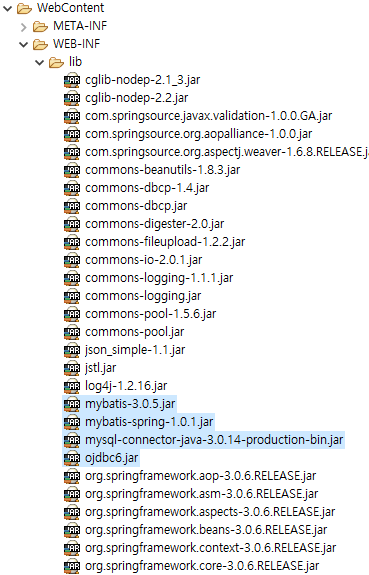 WebContent
META-INF
WEB-INF
lib
cglib-nodep-2.1_3.jar
cglib-nodep-2.2.jar
com.springsource.javax.validation-1.0.0.GA.jar
com.springsource.org.aopalliance-1.0.0.jar
com.springsource.org.aspectj.weaver-1.6.8.RELEASE.j
commons-beanutils-1.8.3.jar
commons-dbcp-1.4.jar
commons-dbcp.jar
commons-digester-2.0.jar
commons-fileupload-1.2.2.jar
commons-io-2.0.1.jar
commons-logging-1.1.1.jar
commons-logging.jar
commons-pool-1.5.6.jar
commons-pool.jar
json_simple-1.1.jar
jstl.jar
log4j-1.2.16.jar
mybatis-3.0.5.jar
mybatis-spring-1.0.1.jar
mysql-connector-java-3.0.14-production-bin.jar
ojdbc6.jar
org.springframework.aop-3.0.6.RELEASE.jar
org.springframework.asm-3.0.6.RELEASE.jar
org.springframework.aspects-3.0.6.RELEASE.jar
org.springframework.beans-3.0.6.RELEASE.jar
org.springframework.context-3.0.6.RELEASE.jar
org.springframework.core-3.0.6.RELEASE.jar